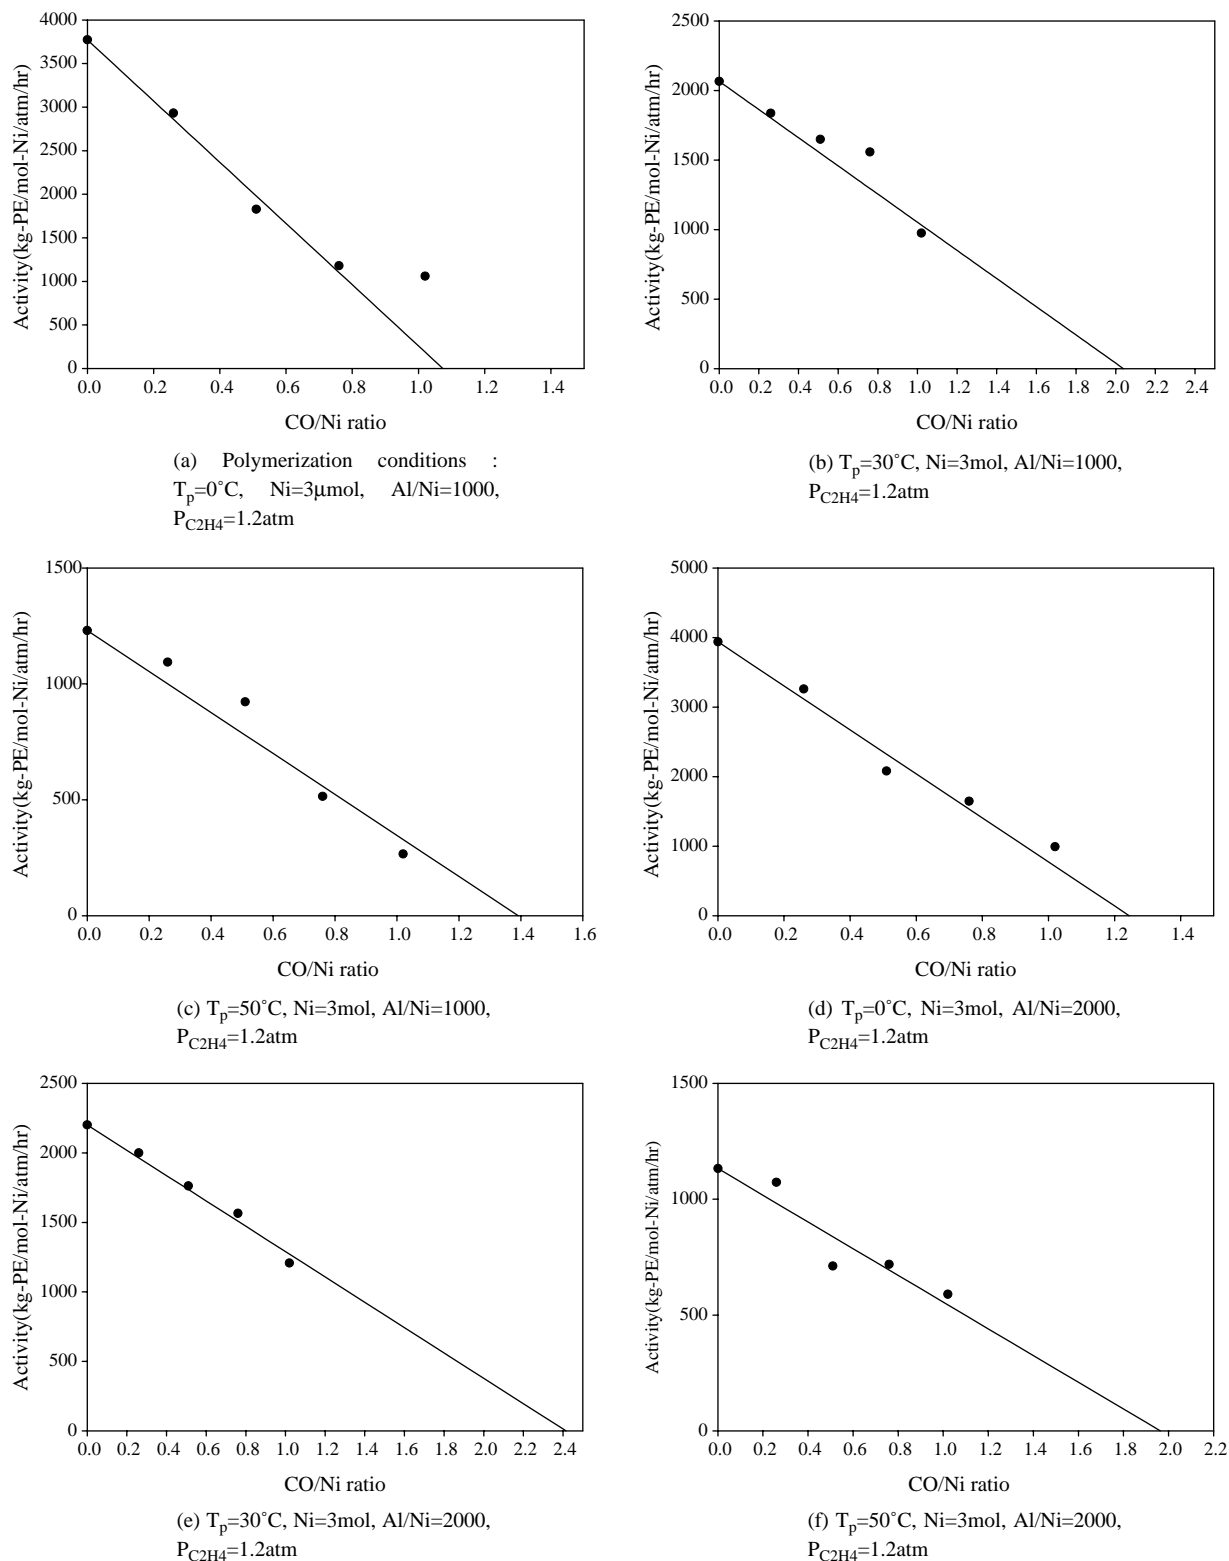 4000
3500
3000
2500
2000
1500
1000
500
0
Activity(kg-PE/mol-Ni/atm/hr)
0.0 0.2 0.4 0.6 0.8 1.0 1.2 1.4
CO/Ni ratio
(a) Polymerization conditions :
Tp=0°C, Ni=3μmol, Al/Ni=1000,
PC2H4=1.2atm
2500
2000
1500
1000
500
0
Activity(kg-PE/mol-Ni/atm/hr)
0.0 0.2 0.4 0.6 0.8 1.0 1.2 1.4 1.6 1.8 2.0 2.2 2.4
CO/Ni ratio
(b) Tp=30°C, Ni=3mol, Al/Ni=1000,
PC2H4=1.2atm
1500
1000
500
0
Activity(kg-PE/mol-Ni/atm/hr)
0.0 0.2 0.4 0.6 0.8 1.0 1.2 1.4 1.6
CO/Ni ratio
(c) Tp=50°C, Ni=3mol, Al/Ni=1000,
PC2H4=1.2atm
5000
4000
3000
2000
1000
0
Activity(kg-PE/mol-Ni/atm/hr)
0.0 0.2 0.4 0.6 0.8 1.0 1.2 1.4
CO/Ni ratio
(d) Tp=0°C, Ni=3mol, Al/Ni=2000,
PC2H4=1.2atm
2500
2000
1500
1000
500
0
Activity(kg-PE/mol-Ni/atm/hr)
0.0 0.2 0.4 0.6 0.8 1.0 1.2 1.4 1.6 1.8 2.0 2.2 2.4
CO/Ni ratio
(e) Tp=30°C, Ni=3mol, Al/Ni=2000,
PC2H4=1.2atm
1500
1000
500
0
Activity(kg-PE/mol-Ni/atm/hr)
0.0 0.2 0.4 0.6 0.8 1.0 1.2 1.4 1.6 1.8 2.0 2.2
CO/Ni ratio
(f) Tp=50°C, Ni=3mol, Al/Ni=2000,
PC2H4=1.2atm